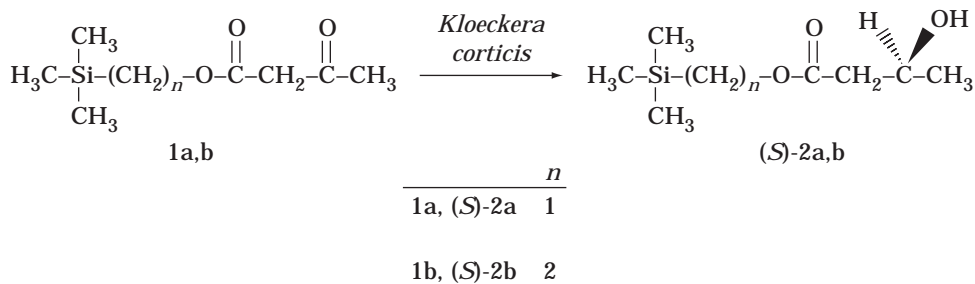 CH₃ O O Kloeckera CH₃ O H OH
H₃C–Si–(CH₂)ₙ–O–C–CH₂–C–CH₃ corticis H₃C–Si–(CH₂)ₙ–O–C–CH₂–C–CH₃
CH₃ CH₃
1a,b (S)-2a,b
n
1a, (S)-2a 1
1b, (S)-2b 2